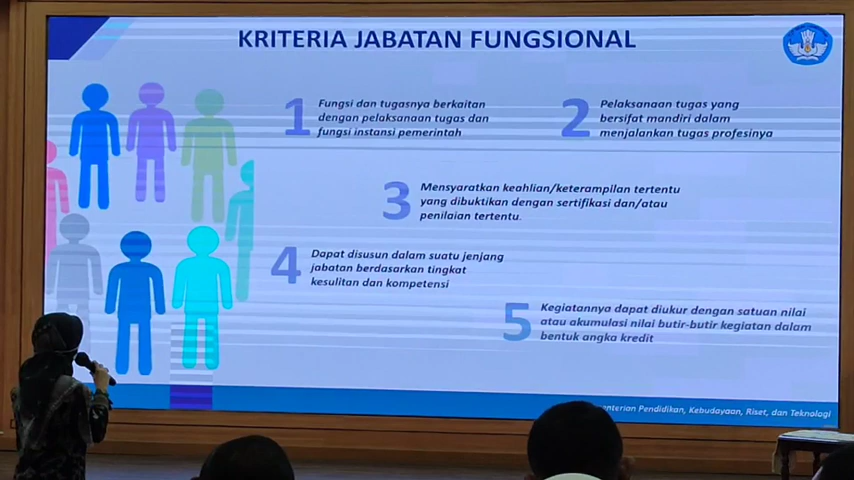 KRITERIA JABATAN FUNGSIONAL
1
Fungsi dan tugasnya berkaitan
dengan pelaksanaan tugas dan
fungsi instansi pemerintah
2
Pelaksanaan tugas yang
bersifat mandiri dalam
menjalankan tugas profesinya
3
Mensyaratkan keahlian/keterampilan tertentu
yang dibuktikan dengan sertifikasi dan/atau
penilaian tertentu.
4
Dapat disusun dalam suatu jenjang
jabatan berdasarkan tingkat
kesulitan dan kompetensi
5
Kegiatannya dapat diukur dengan satuan nilai
atau akumulasi nilai butir-butir kegiatan dalam
bentuk angka kredit
Pendidikan, Kebudayaan, Riset, dan Teknologi